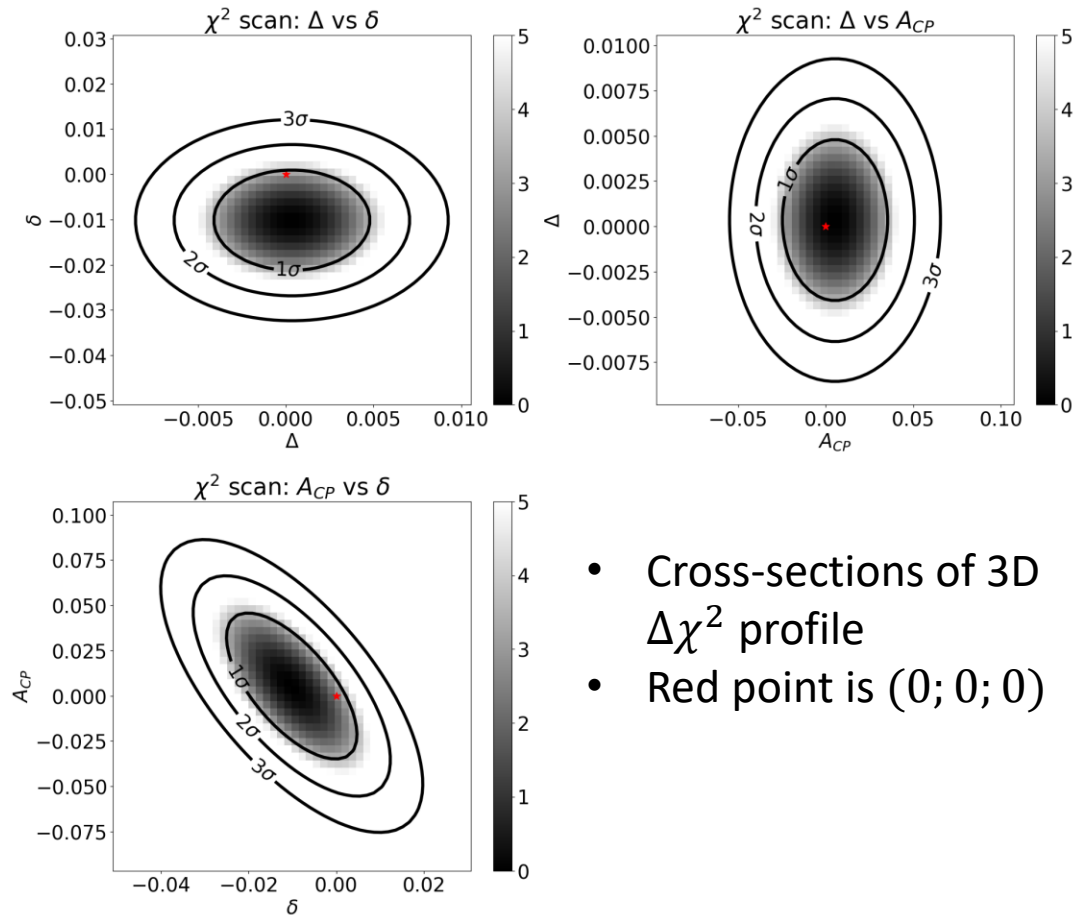 χ² scan: Δ vs δ
0.03
0.02
0.01
0.00
−0.01
−0.02
−0.03
−0.04
−0.05
δ
3σ
2σ
1σ
−0.005 0.000 0.005 0.010
Δ
5
4
3
2
1
0
χ² scan: Δ vs A_CP
0.0100
0.0075
0.0050
0.0025
0.0000
−0.0025
−0.0050
−0.0075
Δ
1σ
2σ
3σ
−0.05 0.00 0.05 0.10
A_CP
5
4
3
2
1
0
χ² scan: A_CP vs δ
0.100
0.075
0.050
0.025
0.000
−0.025
−0.050
−0.075
A_CP
1σ
2σ
3σ
−0.04 −0.02 0.00 0.02
δ
5
4
3
2
1
0
• Cross-sections of 3D
Δχ² profile
• Red point is (0; 0; 0)